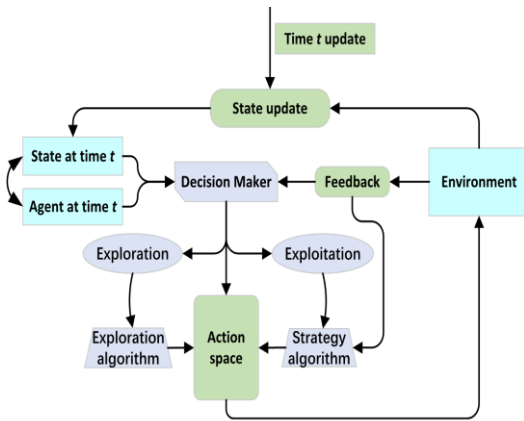 Time t update
State update
State at time t
Agent at time t
Decision Maker
Feedback
Environment
Exploration
Exploitation
Exploration
algorithm
Action
space
Strategy
algorithm